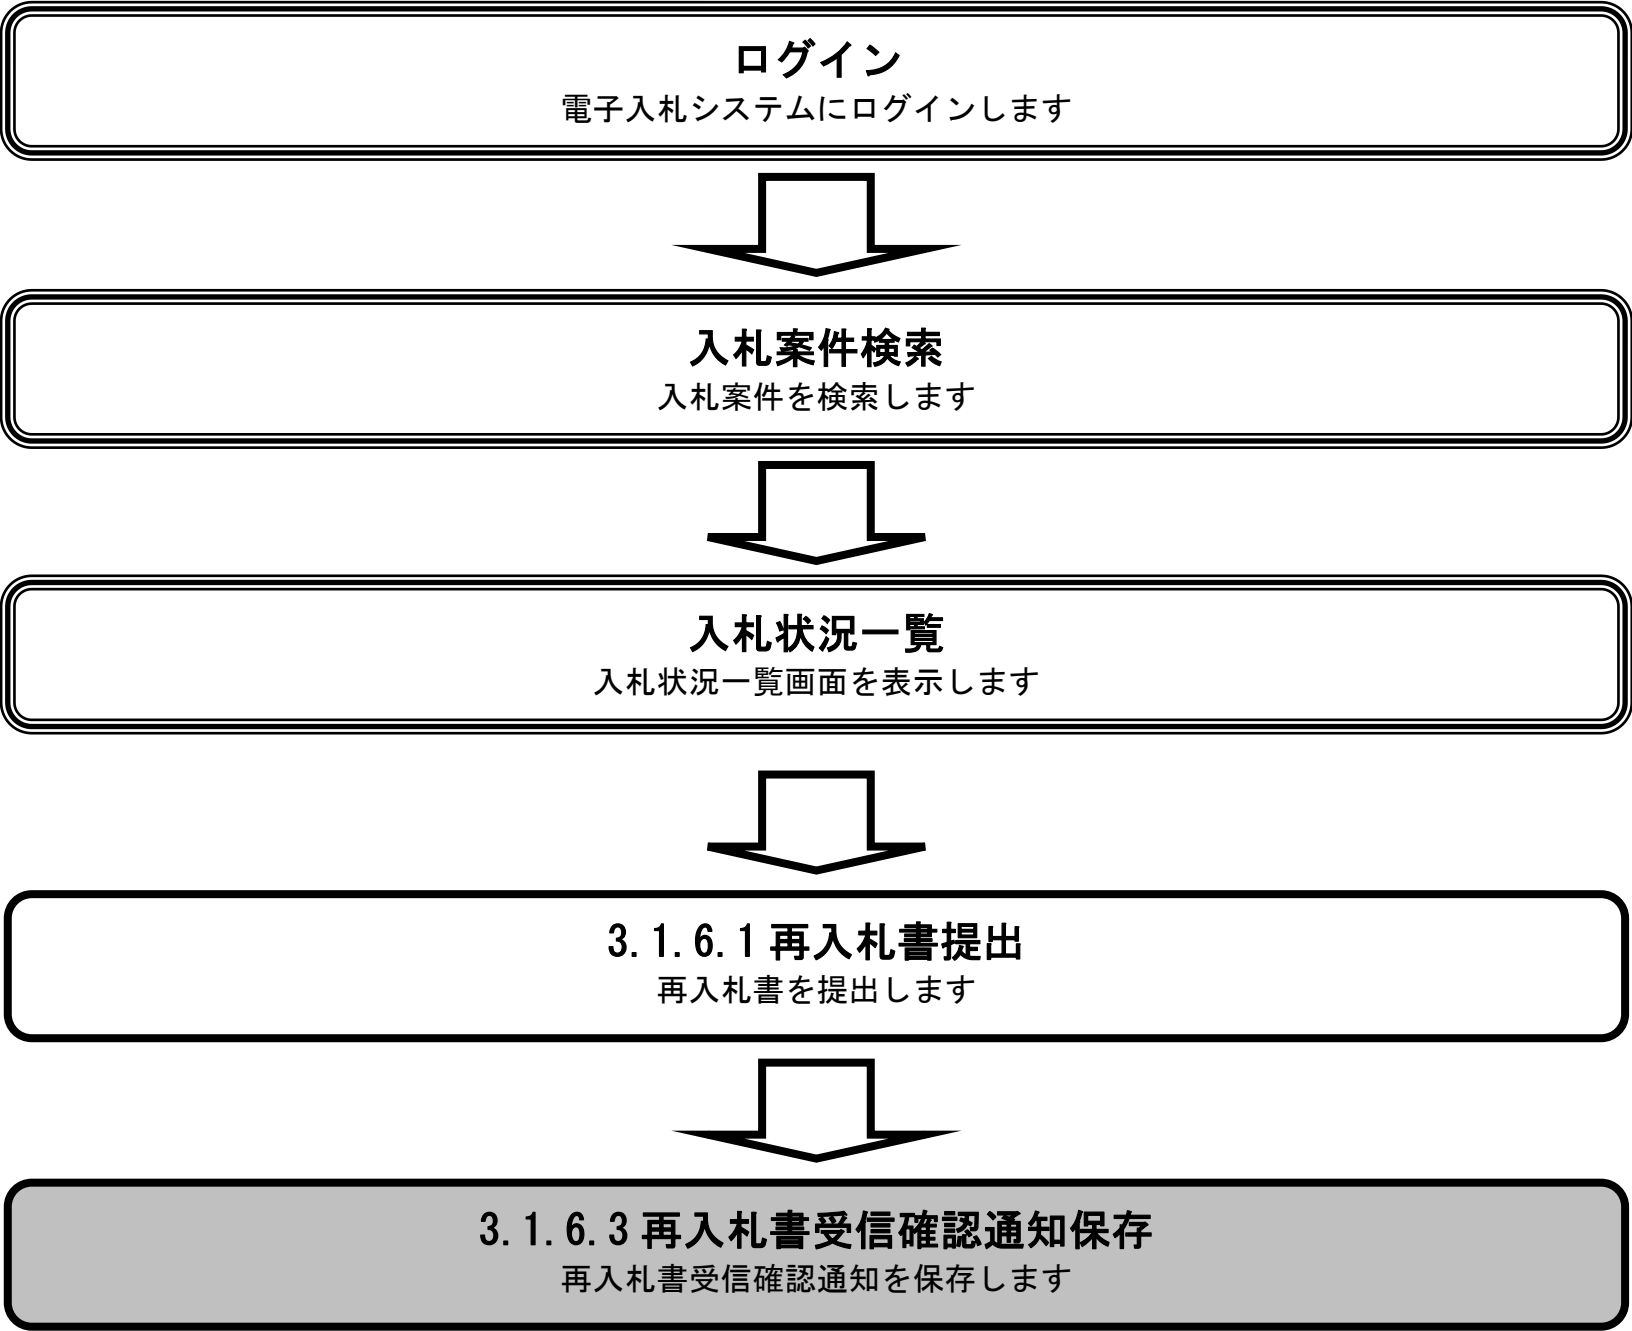 ログイン
電子入札システムにログインします
入札案件検索
入札案件を検索します
入札状況一覧
入札状況一覧画面を表示します
3.1.6.1再入札書提出
再入札書を提出します
3.1.6.3再入札書受信確認通知保存
再入札書受信確認通知を保存します